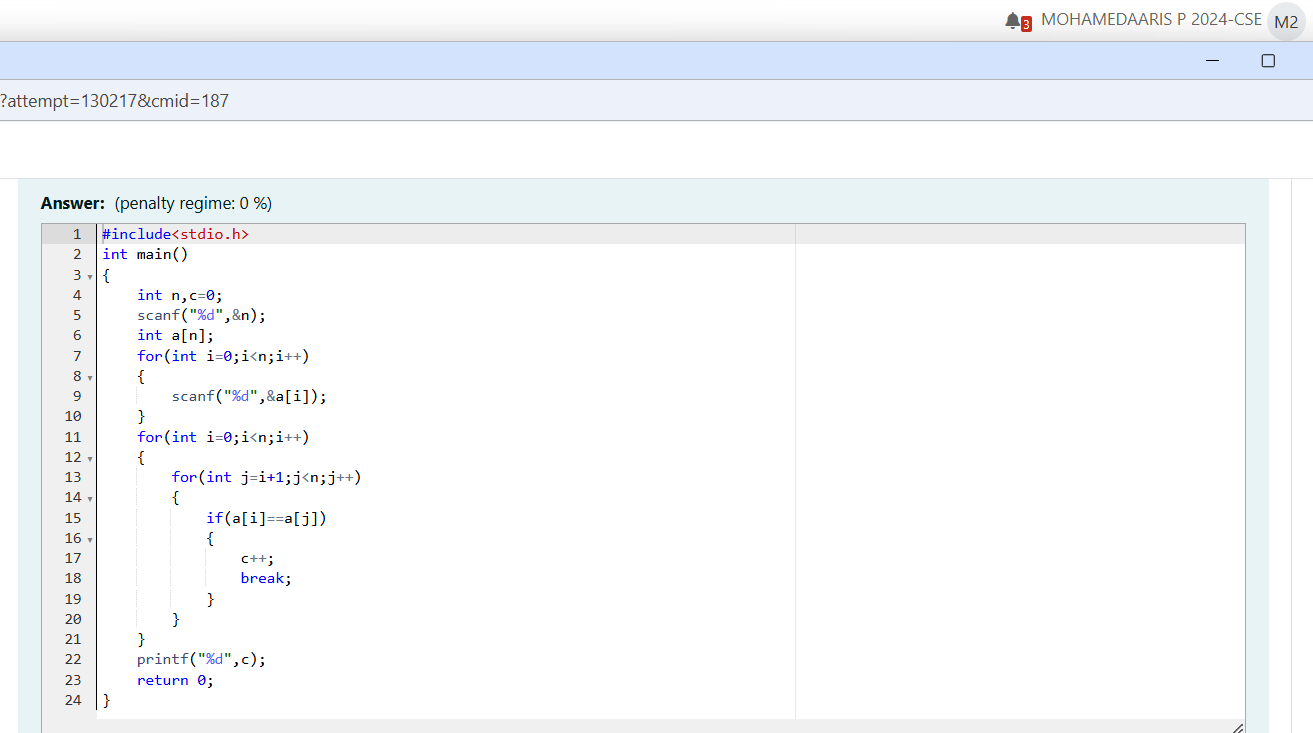 3 MOHAMEDAARIS P 2024-CSE M2
?attempt=130217&cmid=187
Answer: (penalty regime: 0 %)
1 #include<stdio.h>
2 int main()
3 {
4     int n,c=0;
5     scanf("%d",&n);
6     int a[n];
7     for(int i=0;i<n;i++)
8     {
9         scanf("%d",&a[i]);
10     }
11     for(int i=0;i<n;i++)
12     {
13         for(int j=i+1;j<n;j++)
14         {
15             if(a[i]==a[j])
16             {
17                 c++;
18                 break;
19             }
20         }
21     }
22     printf("%d",c);
23     return 0;
24 }